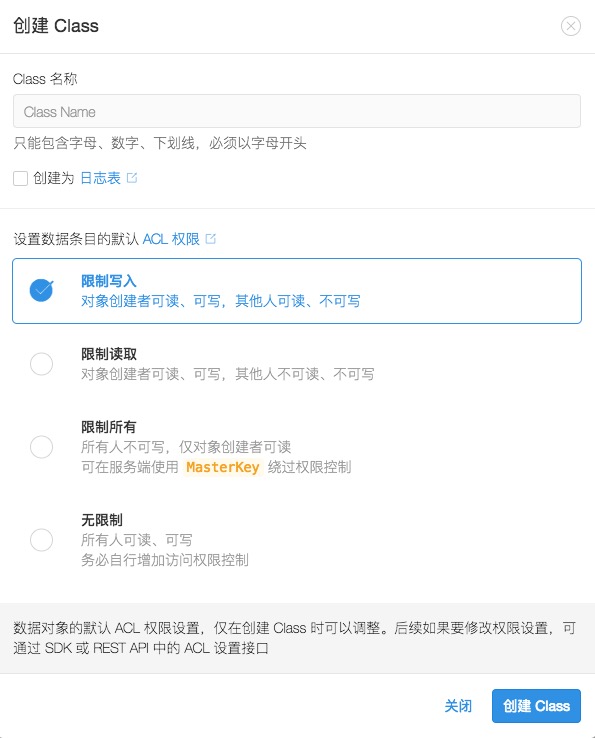 创建 Class
Class 名称
Class Name
只能包含字母、数字、下划线，必须以字母开头
创建为 日志表
设置数据条目的默认 ACL 权限
限制写入
对象创建者可读、可写，其他人可读、不可写
限制读取
对象创建者可读、可写，其他人不可读、不可写
限制所有
所有人不可写，仅对象创建者可读
可在服务端使用 MasterKey 绕过权限控制
无限制
所有人可读、可写
务必自行增加访问权限控制
数据对象的默认 ACL 权限设置，仅在创建 Class 时可以调整。后续如果要修改权限设置，可
通过 SDK 或 REST API 中的 ACL 设置接口
关闭 创建 Class